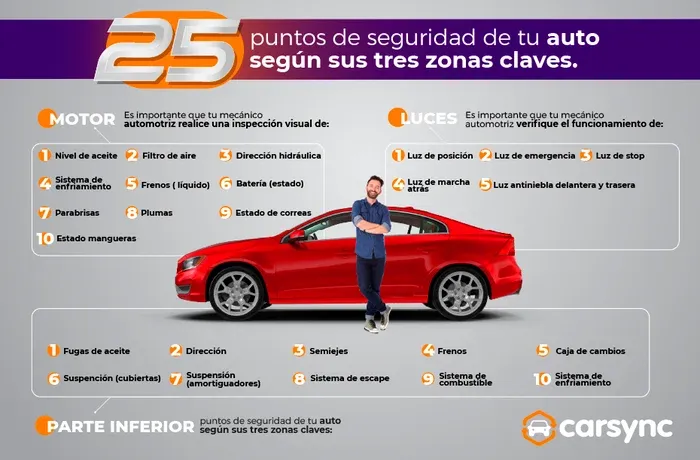 25 puntos de seguridad de tu auto
según sus tres zonas claves.
MOTOR
Es importante que tu mecánico
automotriz realice una inspección visual de:
1 Nivel de aceite
2 Filtro de aire
3 Dirección hidráulica
4 Sistema de
enfriamiento
5 Frenos ( líquido)
6 Batería (estado)
7 Parabrisas
8 Plumas
9 Estado de correas
10 Estado mangueras
LUCES
Es importante que tu mecánico
automotriz verifique el funcionamiento de:
1 Luz de posición
2 Luz de emergencia
3 Luz de stop
4 Luz de marcha
atrás
5 Luz antiniebla delantera y trasera
1 Fugas de aceite
2 Dirección
3 Semiejes
4 Frenos
5 Caja de cambios
6 Suspención (cubiertas)
7 Suspensión
(amortiguadores)
8 Sistema de escape
9 Sistema de
combustible
10 Sistema de
enfriamiento
PARTE INFERIOR
puntos de seguridad de tu auto
según sus tres zonas claves:
carsync